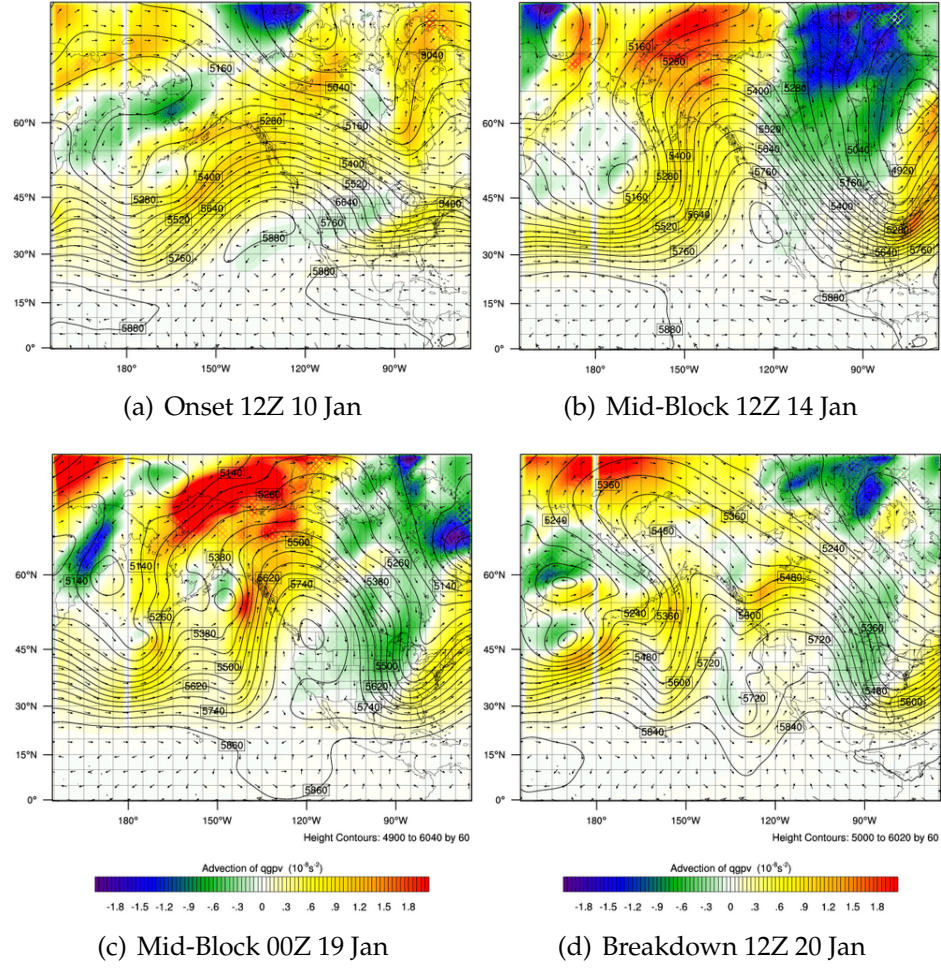 5160
5040
9040
5280
5160
60°N
5400
5400
5520
45°N
5280
5640
6640
5400
5520
5760
5880
5760
30°N
5880
15°N
5880
0°
180° 150°W 120°W 90°W
(a) Onset 12Z 10 Jan
5160
5280
5400
5280
60°N
5520
5640
5040
5400
5760
4920
5280
5160
45°N
5160
5400
5640
5520
5280
5760
5640
5760
30°N
15°N
5880
5880
0°
180° 150°W 120°W 90°W
(b) Mid-Block 12Z 14 Jan
5140
5260
5500
5380
5260
5140
60°N
5140
5620
5740
5380
5140
5260
5380
45°N
5500
5500
5620
5620
30°N
5740
5740
15°N
5860
5860
0°
180° 150°W 120°W 90°W
Height Contours: 4900 to 6040 by 60
Advection of qgpv (10⁻⁸s⁻²)
-1.8 -1.5 -1.2 -.9 -.6 -.3 0 .3 .6 .9 1.2 1.5 1.8
(c) Mid-Block 00Z 19 Jan
5360
5240
5480
5360
5240
60°N
5480
5240
5360
5600
5360
5720
45°N
5480
5720
5600
5480
5720
5600
30°N
5840
5840
15°N
0°
180° 150°W 120°W 90°W
Height Contours: 5000 to 6020 by 60
Advection of qgpv (10⁻⁸s⁻²)
-1.8 -1.5 -1.2 -.9 -.6 -.3 0 .3 .6 .9 1.2 1.5 1.8
(d) Breakdown 12Z 20 Jan